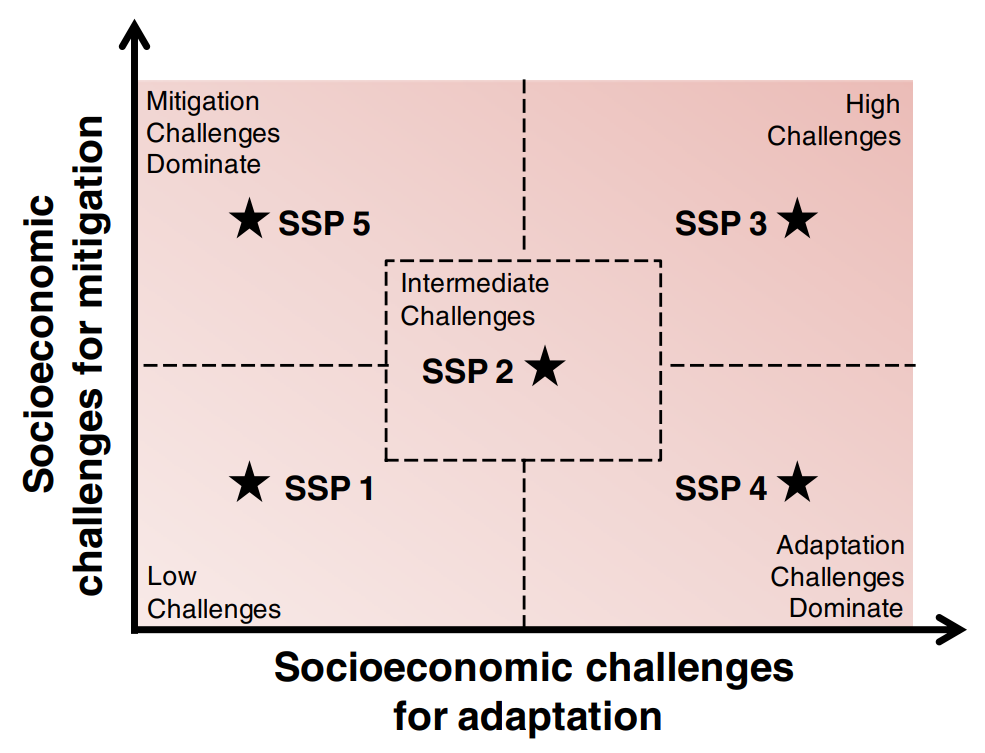 Mitigation
Challenges
Dominate
High
Challenges
SSP 5
SSP 3
Intermediate
Challenges
SSP 2
SSP 1
SSP 4
Low
Challenges
Adaptation
Challenges
Dominate
Socioeconomic
challenges for mitigation
Socioeconomic challenges
for adaptation